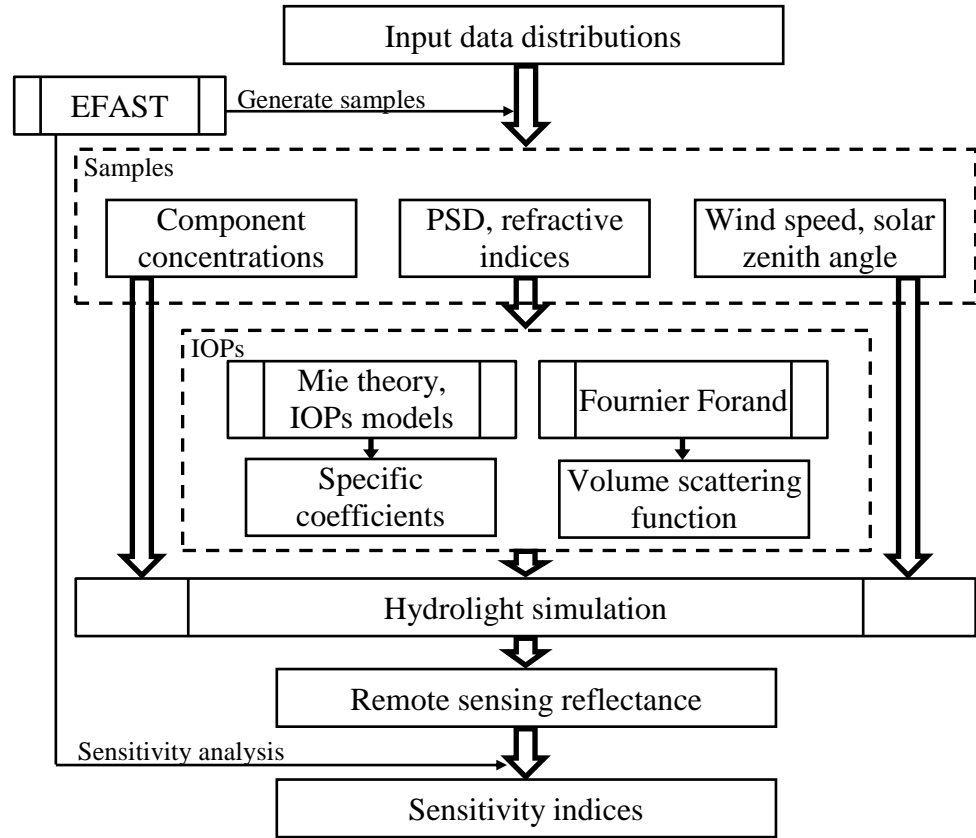 Input data distributions
EFAST
Generate samples
Samples
Component
concentrations
PSD, refractive
indices
Wind speed, solar
zenith angle
IOPs
Mie theory,
IOPs models
Fournier Forand
Specific
coefficients
Volume scattering
function
Hydrolight simulation
Remote sensing reflectance
Sensitivity analysis
Sensitivity indices